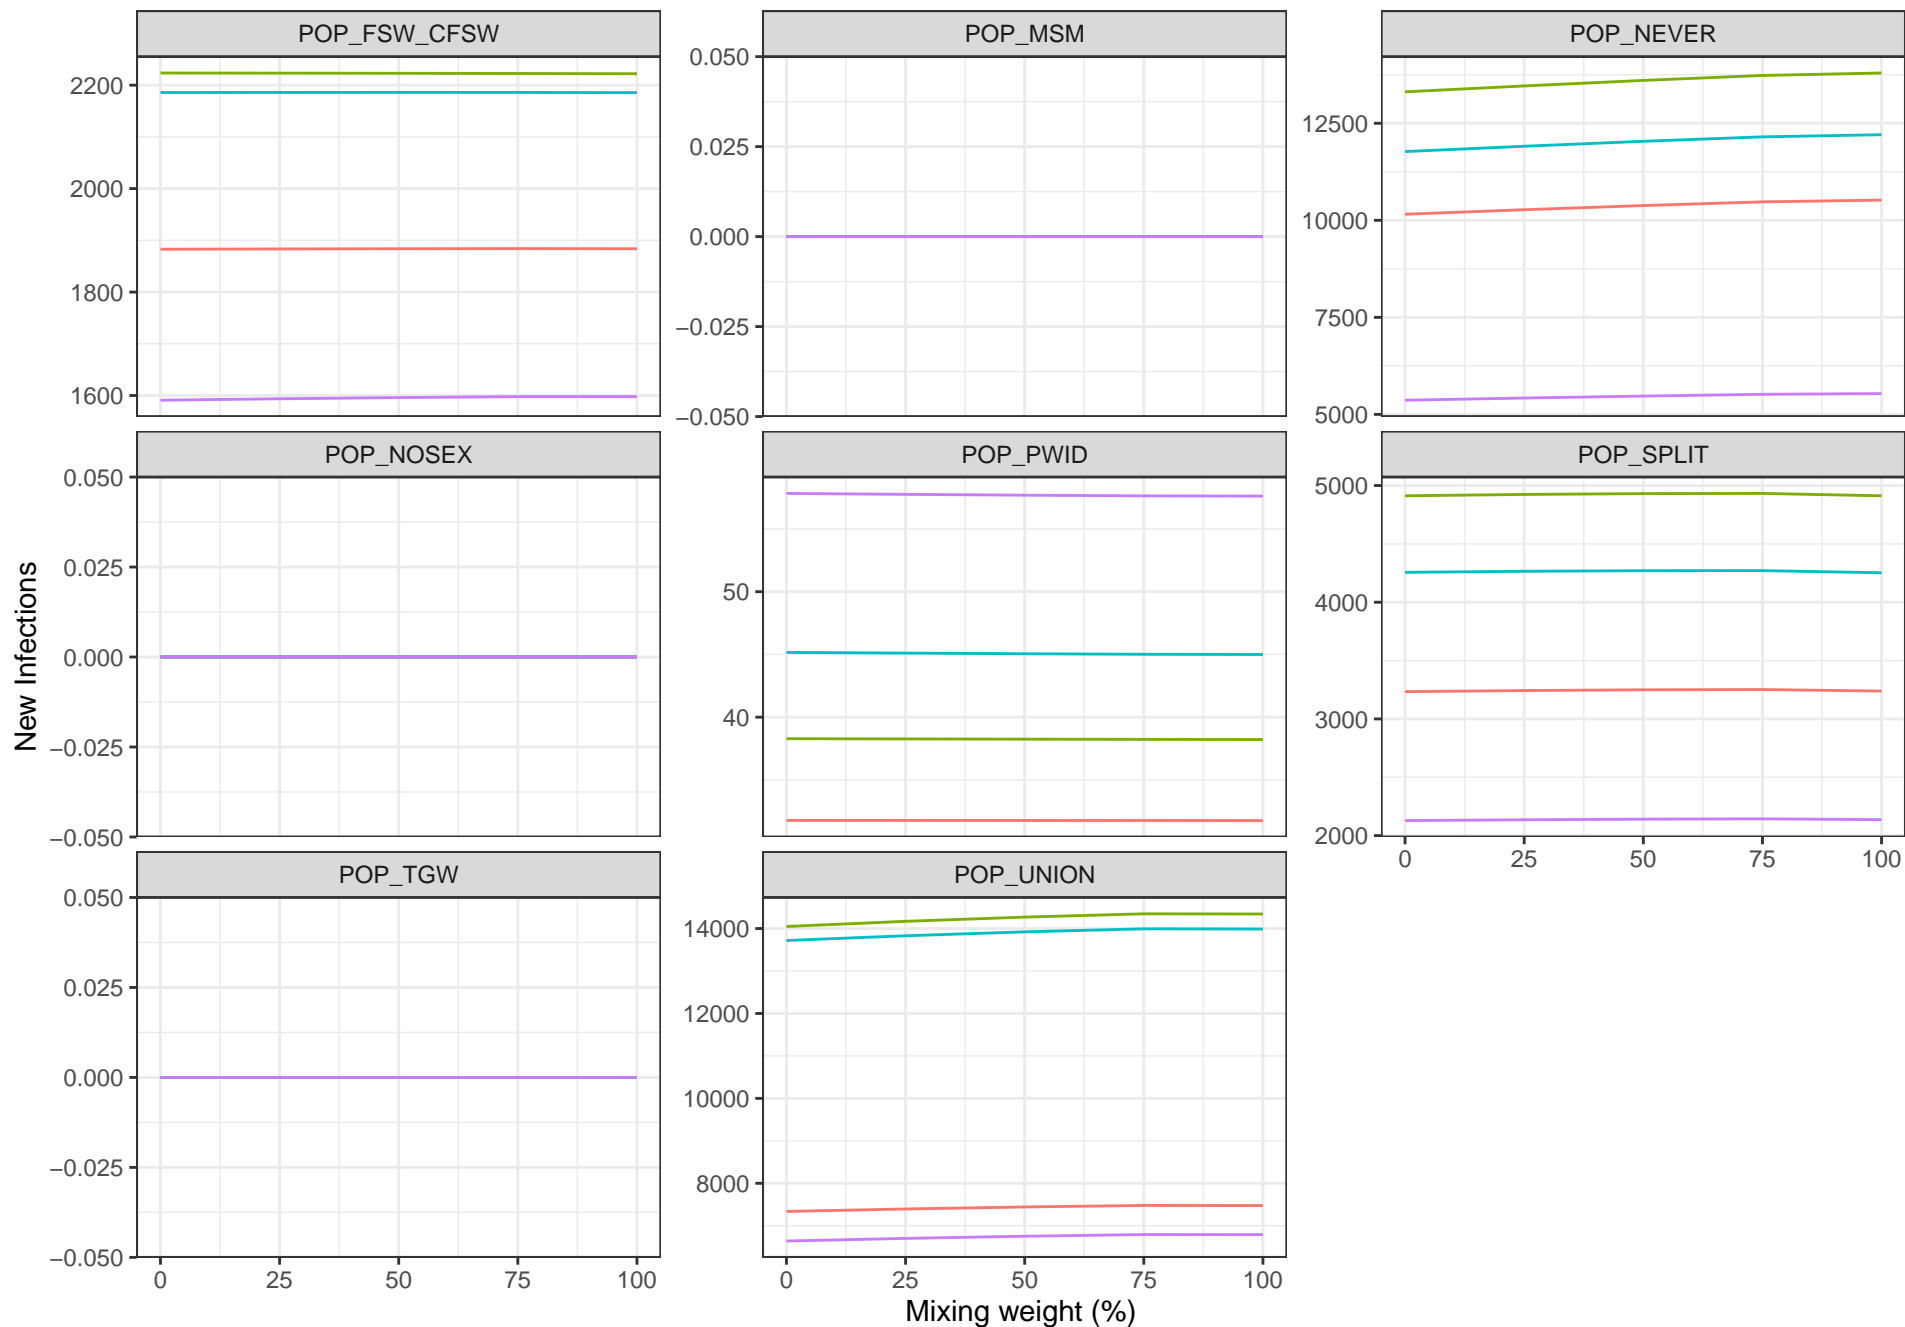 POP_FSW_CFSW
POP_MSM
POP_NEVER
2200
2000
1800
1600
0.050
0.025
0.000
−0.025
−0.050
12500
10000
7500
5000
POP_NOSEX
POP_PWID
POP_SPLIT
0.050
0.025
0.000
−0.025
−0.050
50
40
5000
4000
3000
2000
0 25 50 75 100
POP_TGW
POP_UNION
0.050
0.025
0.000
−0.025
−0.050
14000
12000
10000
8000
0 25 50 75 100
0 25 50 75 100
New Infections
Mixing weight (%)